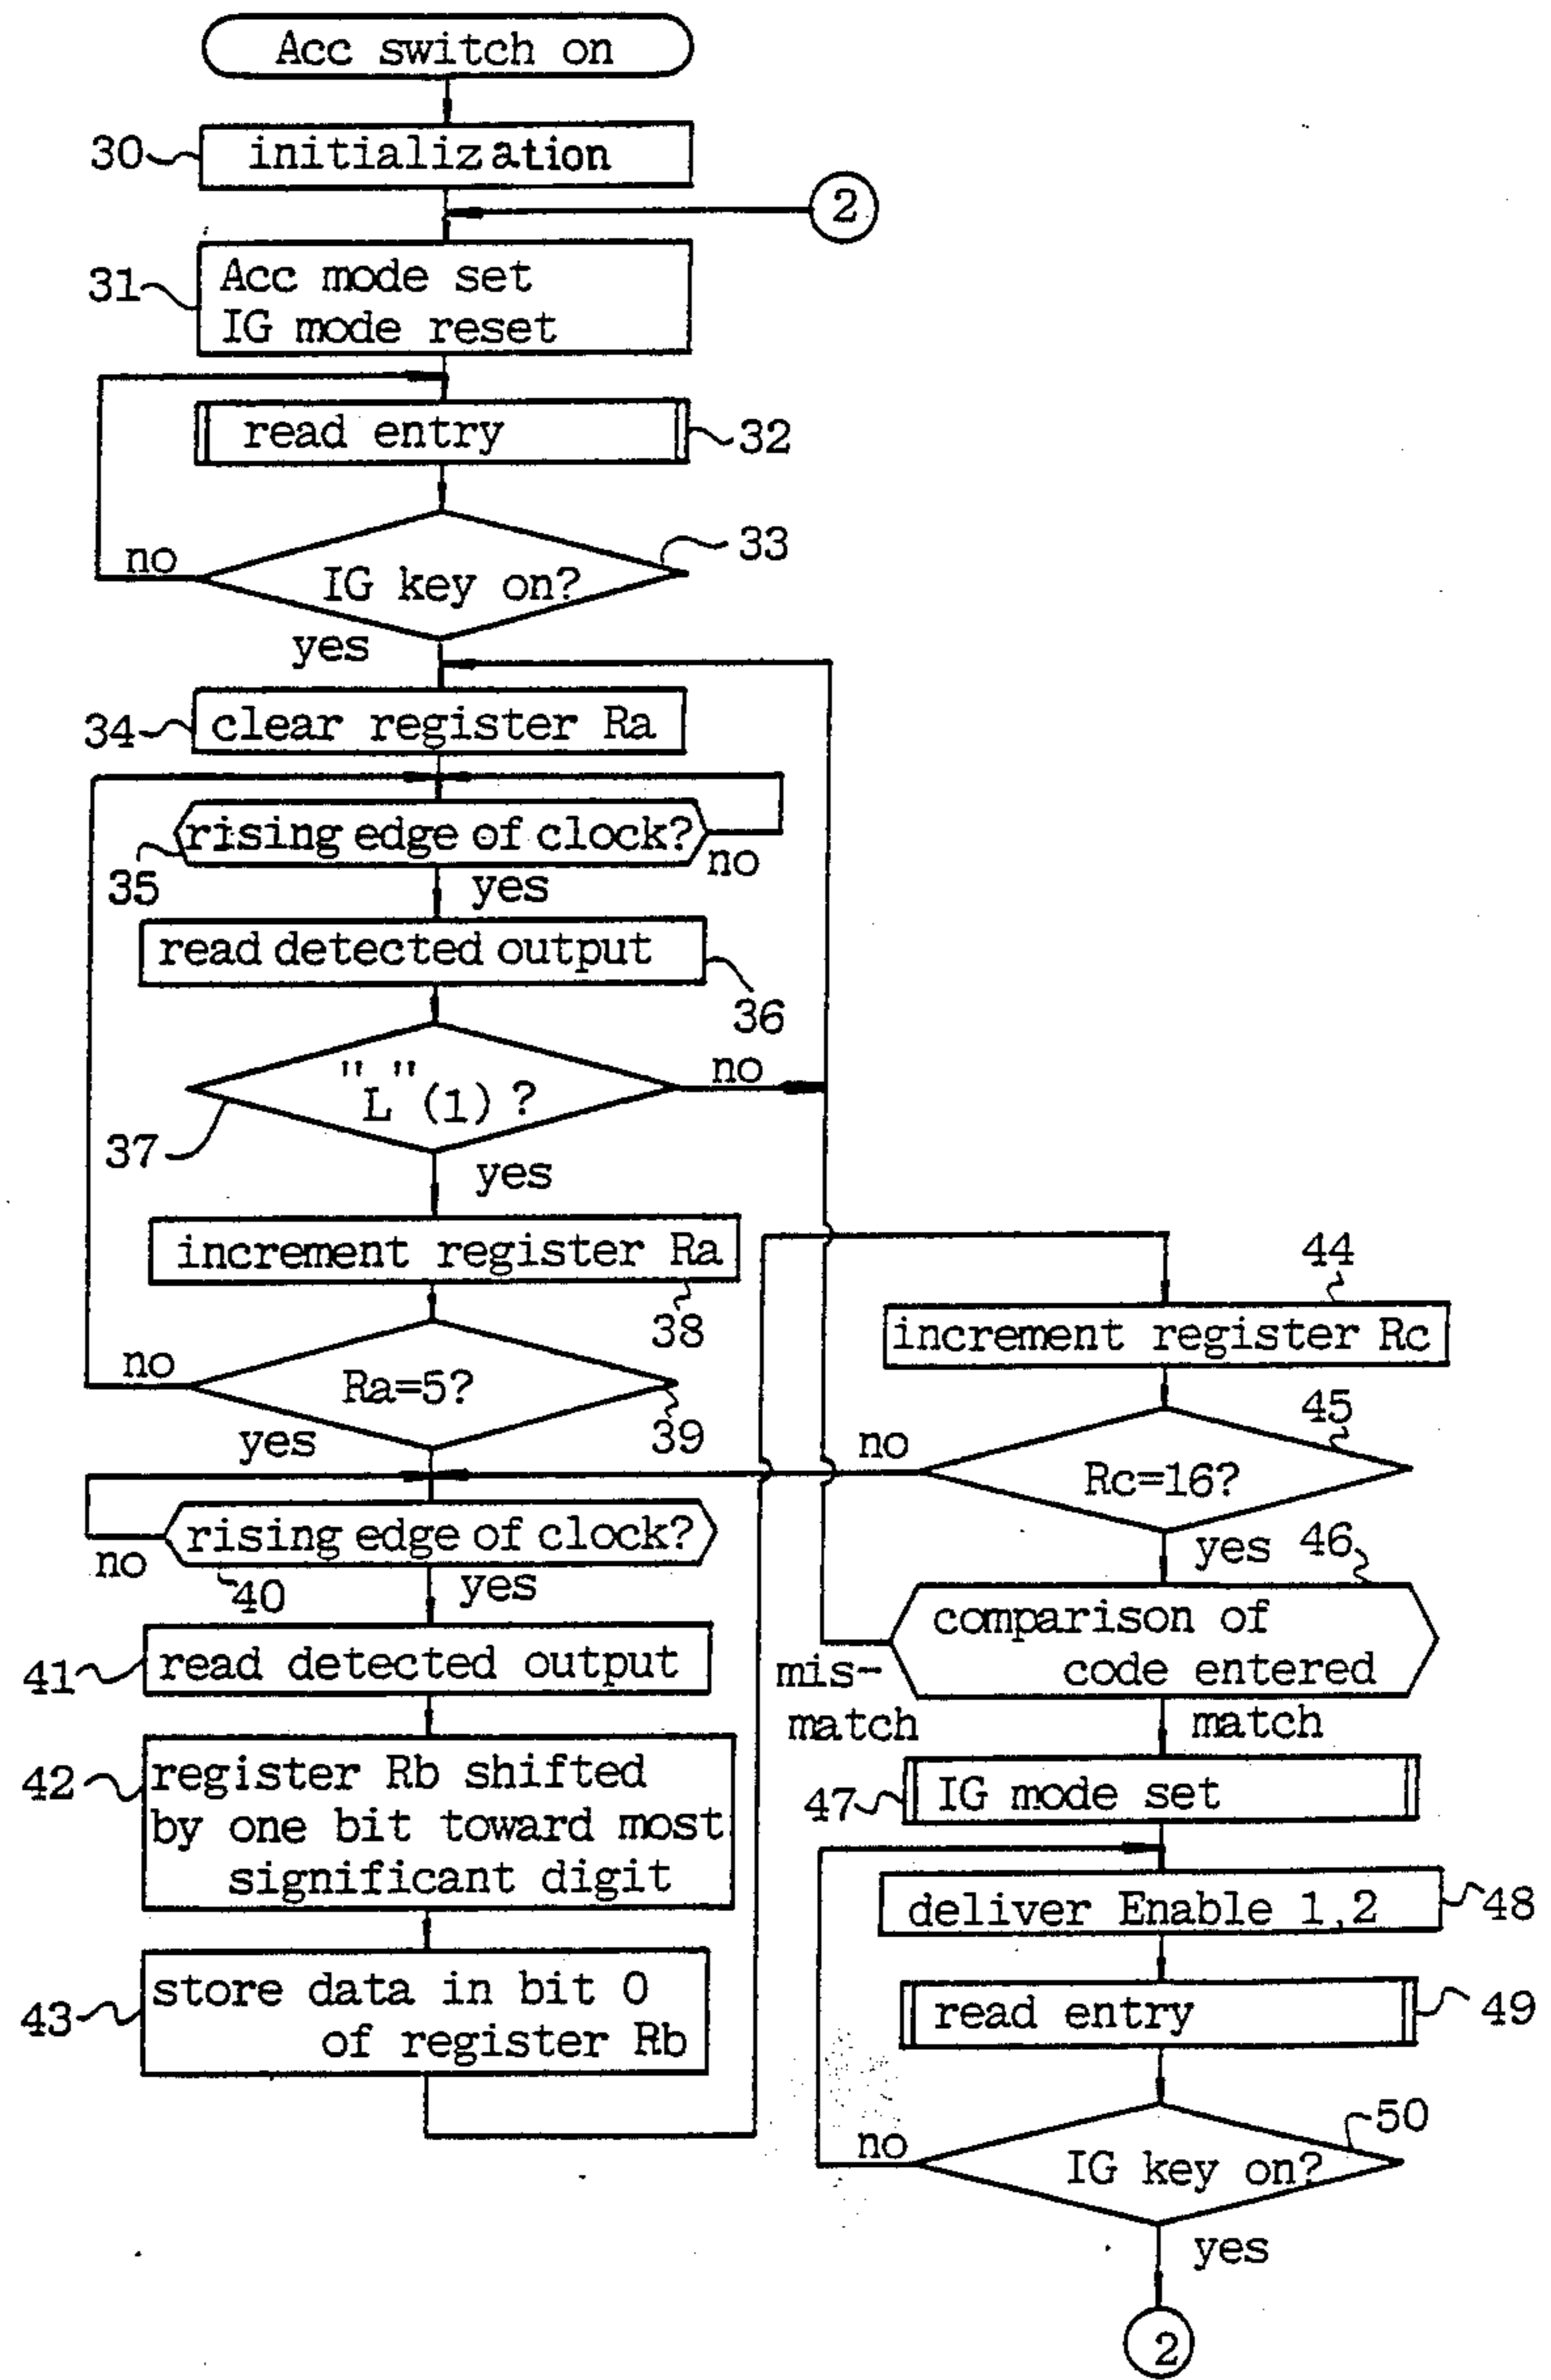 Acc switch on
30
initialization
2
31
Acc mode set
IG mode reset
read entry
32
33
no
IG key on?
yes
34
clear register Ra
rising edge of clock?
35
no
yes
read detected output
36
"L"(1)?
no
37
yes
increment register Ra
38
no
Ra=5?
39
yes
rising edge of clock?
no
40
yes
41
read detected output
42
register Rb shifted
by one bit toward most
significant digit
43
store data in bit 0
of register Rb
44
increment register Rc
45
no
Rc=16?
yes
46
comparison of
code entered
mis-
match
match
47
IG mode set
deliver Enable 1,2
48
read entry
49
50
no
IG key on?
yes
2